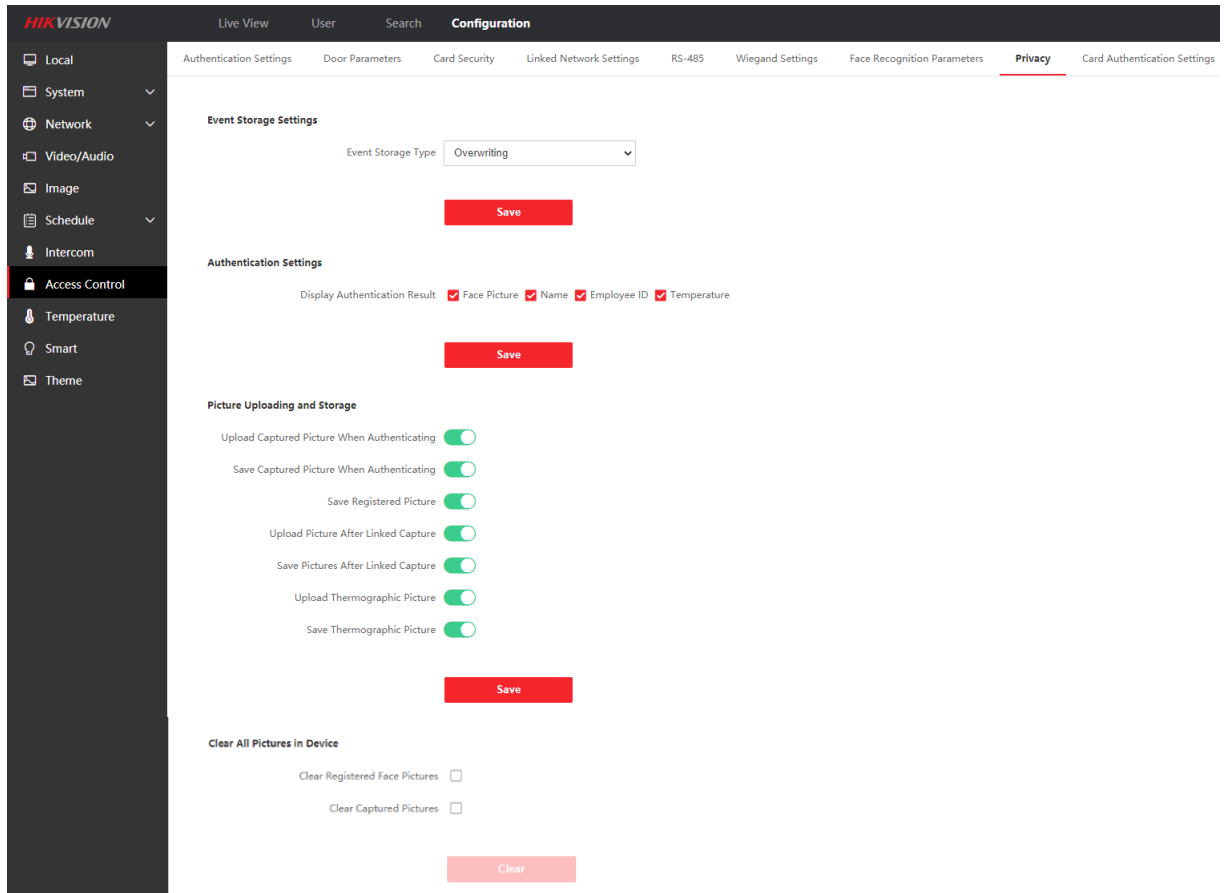 HIKVISION Live View User Search Configuration
Local
System
Network
Video/Audio
Image
Schedule
Intercom
Access Control
Temperature
Smart
Theme
Authentication Settings Door Parameters Card Security Linked Network Settings RS-485 Wiegand Settings Face Recognition Parameters Privacy Card Authentication Settings
Event Storage Settings
Event Storage Type Overwriting
Save
Authentication Settings
Display Authentication Result Face Picture Name Employee ID Temperature
Save
Picture Uploading and Storage
Upload Captured Picture When Authenticating
Save Captured Picture When Authenticating
Save Registered Picture
Upload Picture After Linked Capture
Save Pictures After Linked Capture
Upload Thermographic Picture
Save Thermographic Picture
Save
Clear All Pictures in Device
Clear Registered Face Pictures
Clear Captured Pictures
Clear